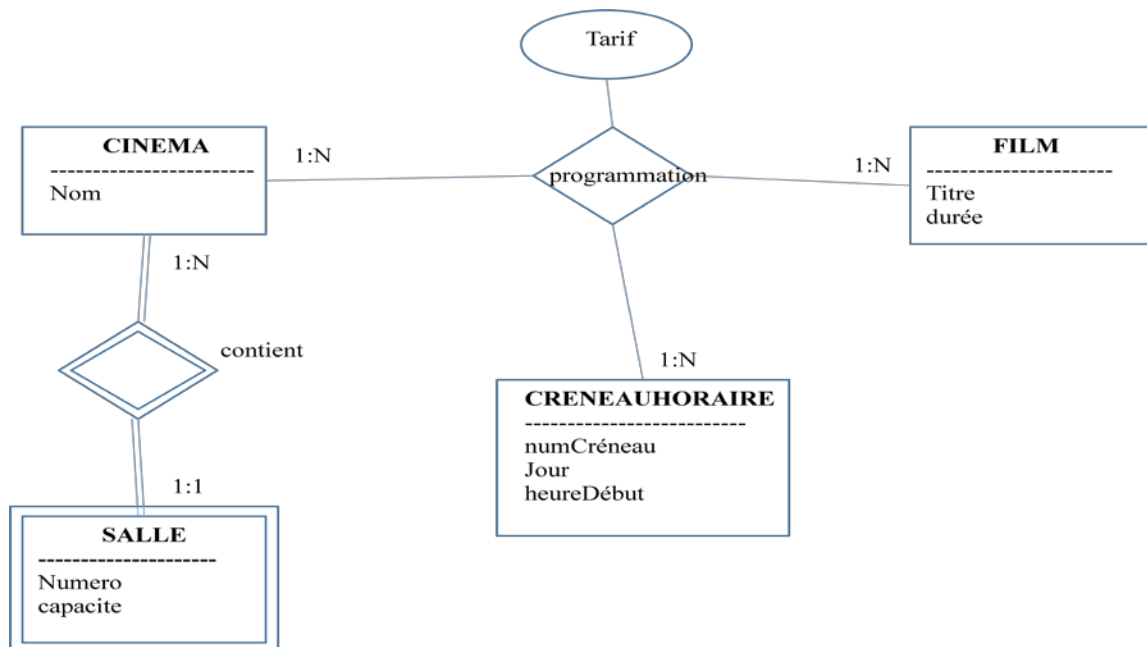 Tarif
CINEMA
-------------------------
Nom
1:N
programmation
1:N
FILM
-----------------------
Titre
durée
1:N
contient
1:N
CRENEAUHORAIRE
---------------------------
numCréneau
Jour
heureDébut
1:1
SALLE
----------------------
Numero
capacite